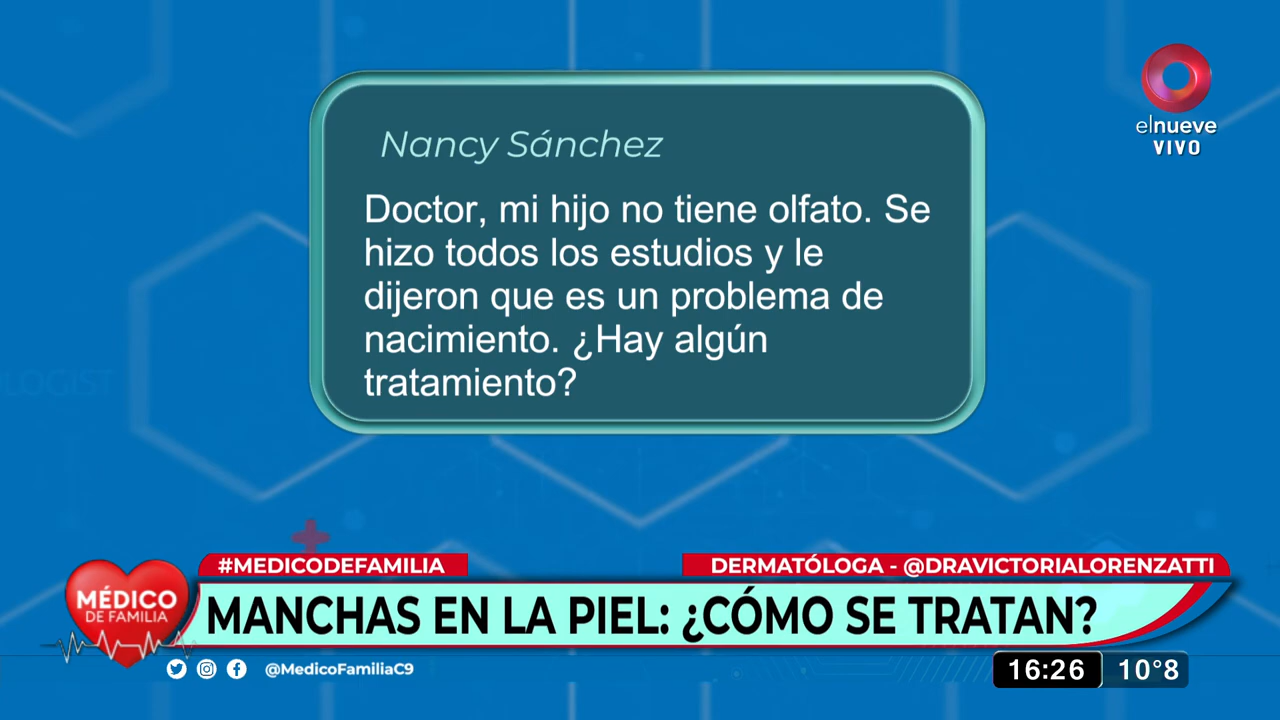 elnueve
VIVO
Nancy Sánchez
Doctor, mi hijo no tiene olfato. Se
hizo todos los estudios y le
dijeron que es un problema de
nacimiento. ¿Hay algún
tratamiento?
OLOGIST
#MEDICODEFAMILIA
DERMATÓLOGA - @DRAVICTORIALORENZATTI
MÉDICO
DE FAMILIA
MANCHAS EN LA PIEL: ¿CÓMO SE TRATAN?
@MedicoFamiliaC9
16:26
10°8